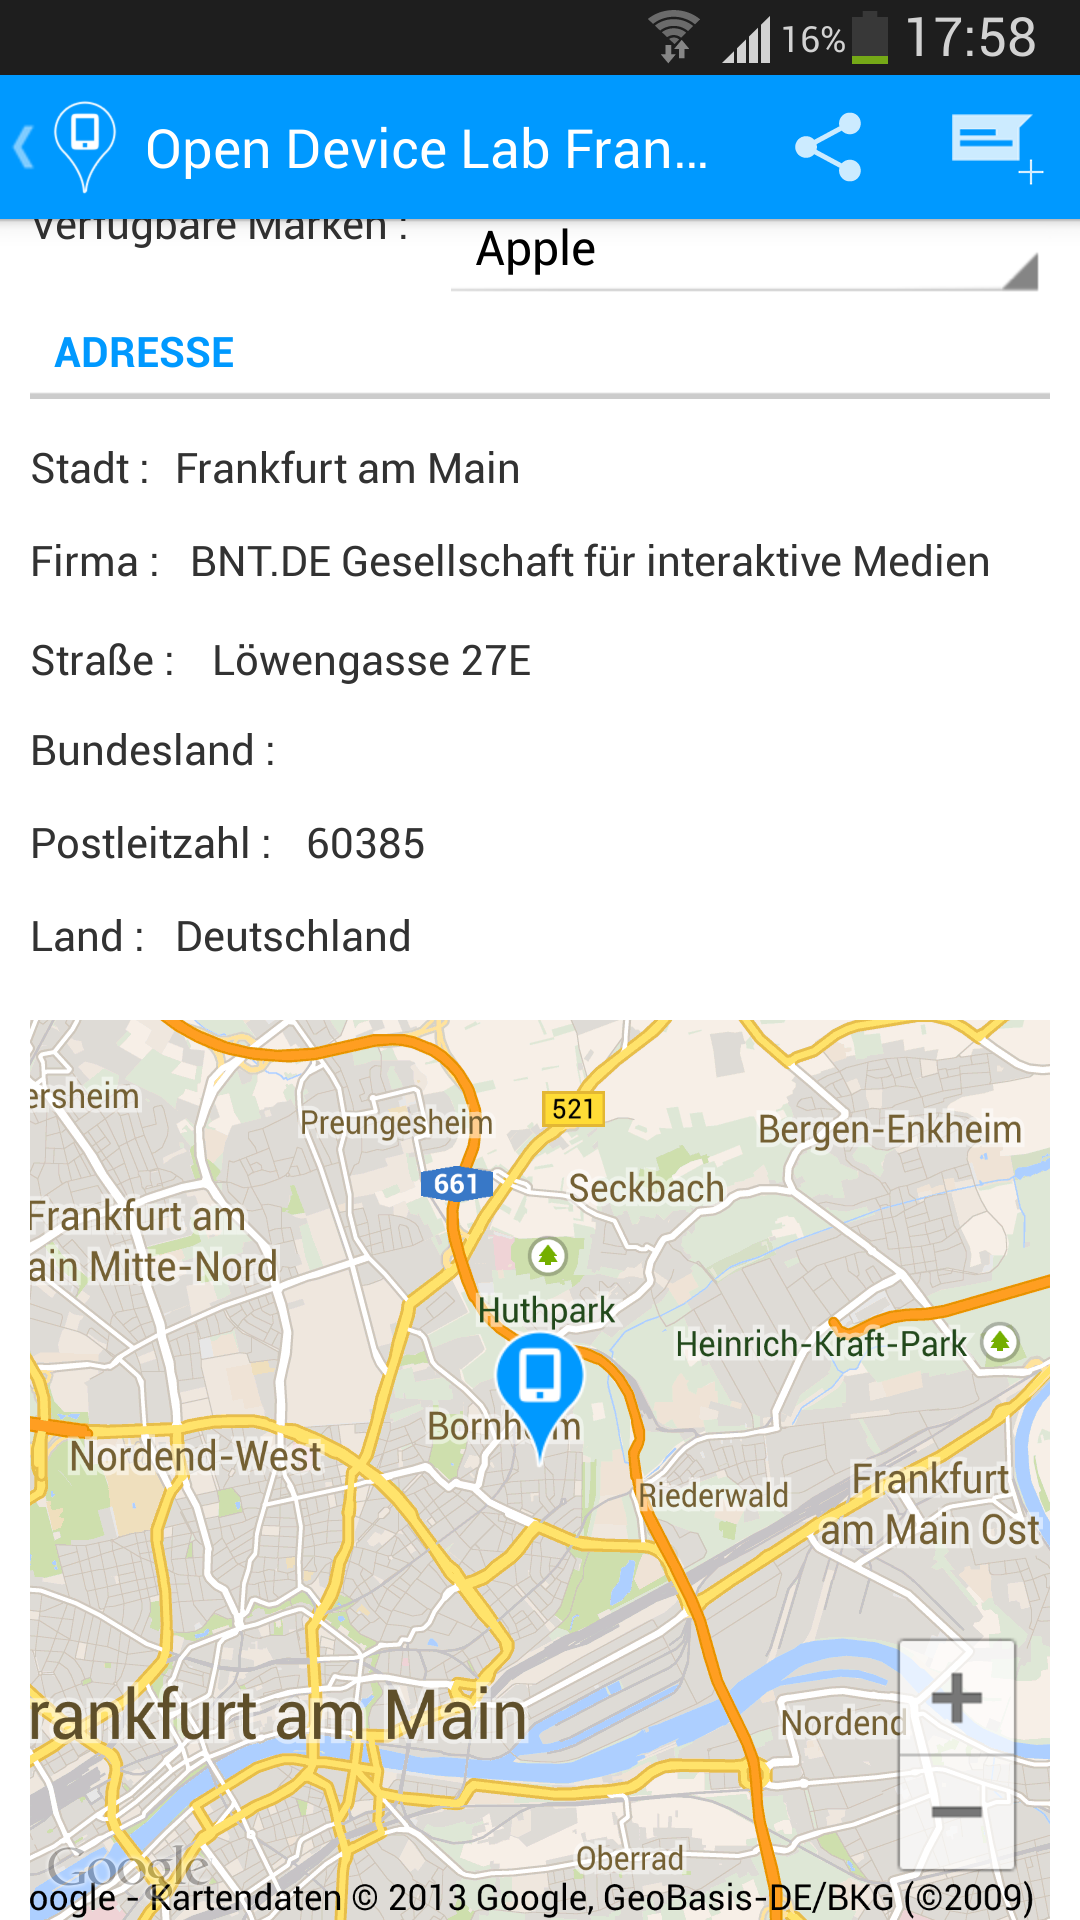 16% 17:58
Open Device Lab Fran...
Verfügbare Marken :
Apple
ADRESSE
Stadt : Frankfurt am Main
Firma : BNT.DE Gesellschaft für interaktive Medien
Straße : Löwengasse 27E
Bundesland :
Postleitzahl : 60385
Land : Deutschland
ersheim
Preungesheim
521
Bergen-Enkheim
661
Seckbach
Frankfurt am
ain Mitte-Nord
Huthpark
Heinrich-Kraft-Park
Bornh m
Nordend-West
Riederwald
Frankfurt
am Main Ost
rankfurt am Main
Nordend
Oberrad
Google
oogle - Kartendaten © 2013 Google, GeoBasis-DE/BKG (©2009)